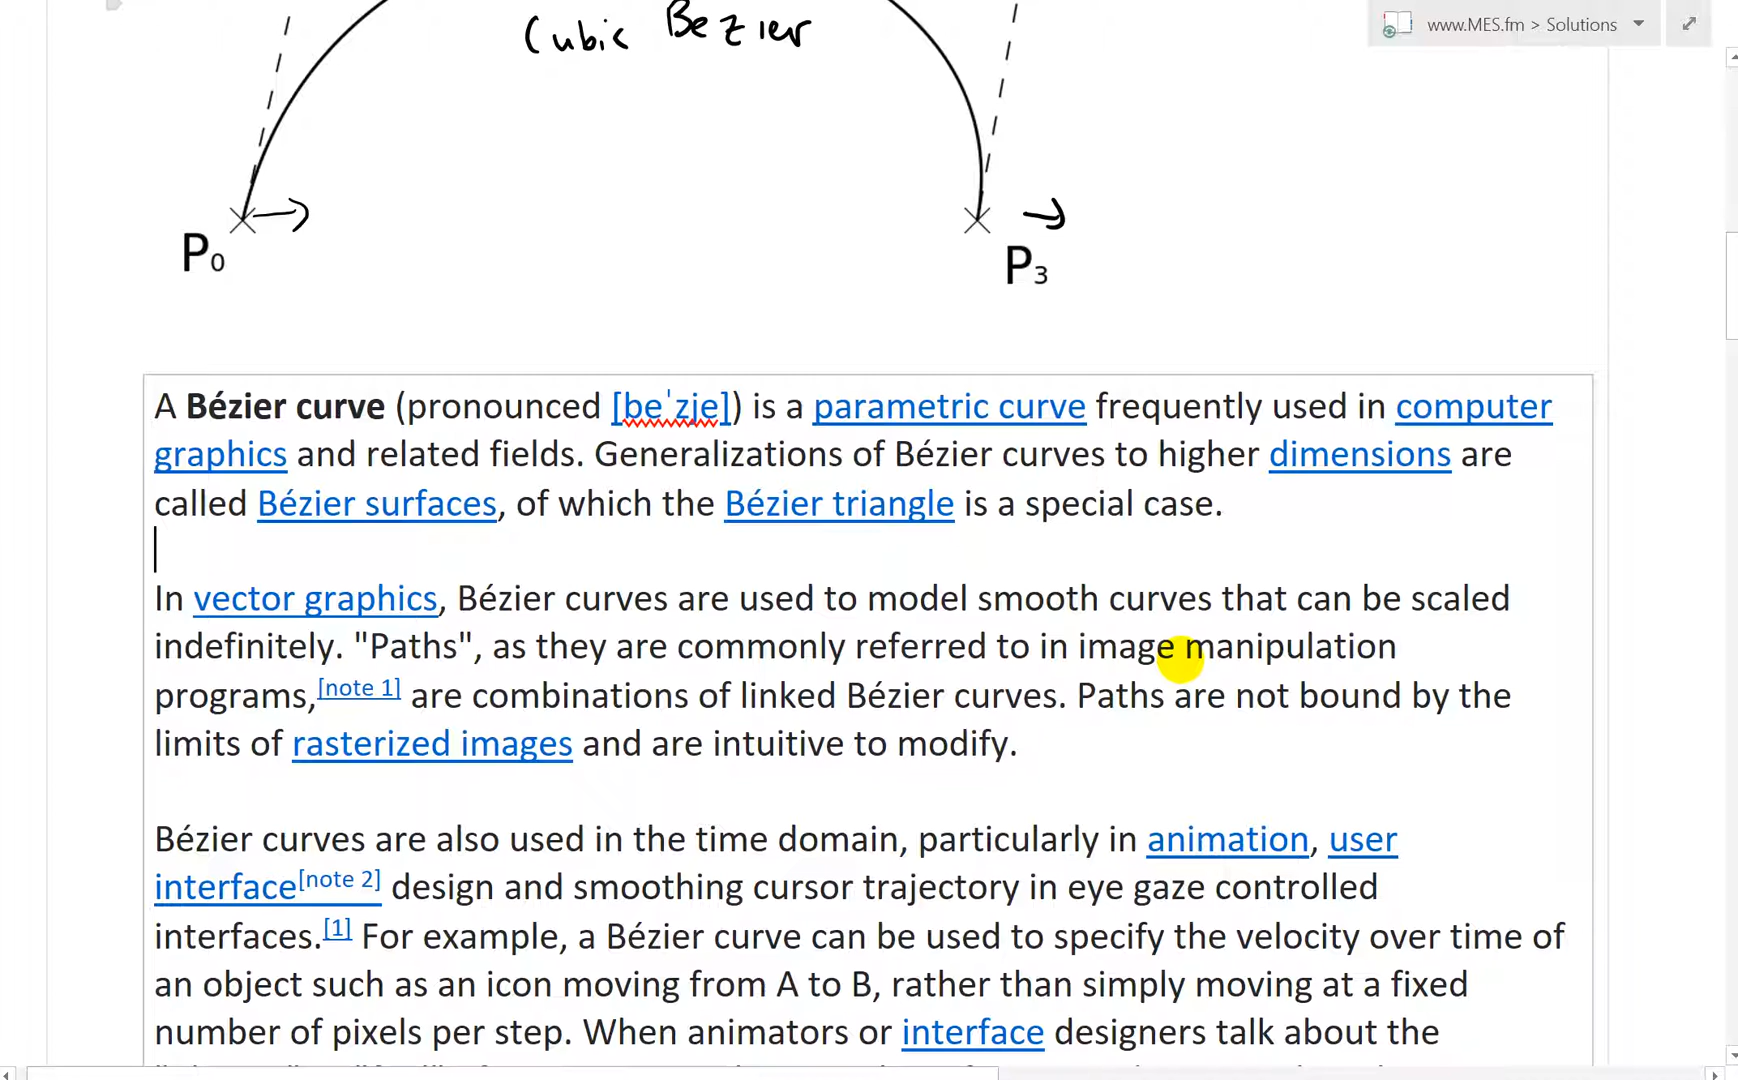 Cubic Bezier
www.MES.fm > Solutions
P0
P3
A Bézier curve (pronounced [beˈzje]) is a parametric curve frequently used in computer
graphics and related fields. Generalizations of Bézier curves to higher dimensions are
called Bézier surfaces, of which the Bézier triangle is a special case.
In vector graphics, Bézier curves are used to model smooth curves that can be scaled
indefinitely. "Paths", as they are commonly referred to in image manipulation
programs,[note 1] are combinations of linked Bézier curves. Paths are not bound by the
limits of rasterized images and are intuitive to modify.
Bézier curves are also used in the time domain, particularly in animation, user
interface[note 2] design and smoothing cursor trajectory in eye gaze controlled
interfaces.[1] For example, a Bézier curve can be used to specify the velocity over time of
an object such as an icon moving from A to B, rather than simply moving at a fixed
number of pixels per step. When animators or interface designers talk about the